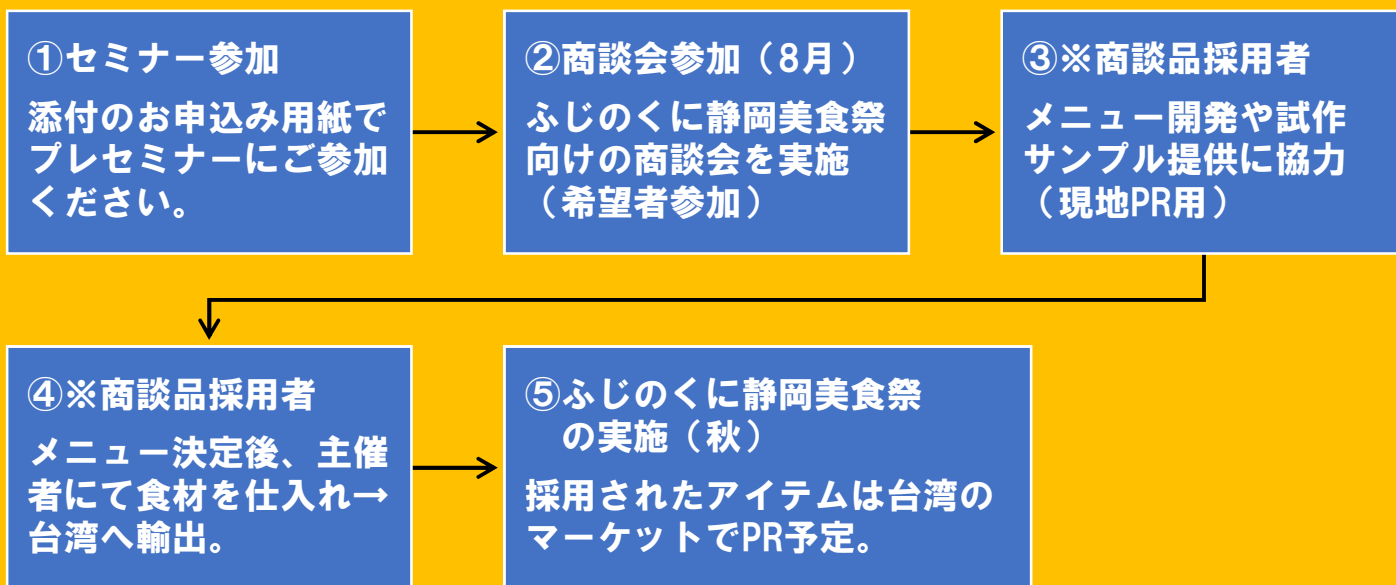 ①セミナー参加
添付のお申込み用紙で
プレセミナーにご参加
ください。
②商談会参加（8月）
ふじのくに静岡美食祭
向けの商談会を実施
（希望者参加）
③※商談品採用者
メニュー開発や試作
サンプル提供に協力
（現地PR用）
④※商談品採用者
メニュー決定後、主催
者にて食材を仕入れ→
台湾へ輸出。
⑤ふじのくに静岡美食祭
の実施（秋）
採用されたアイテムは台湾の
マーケットでPR予定。